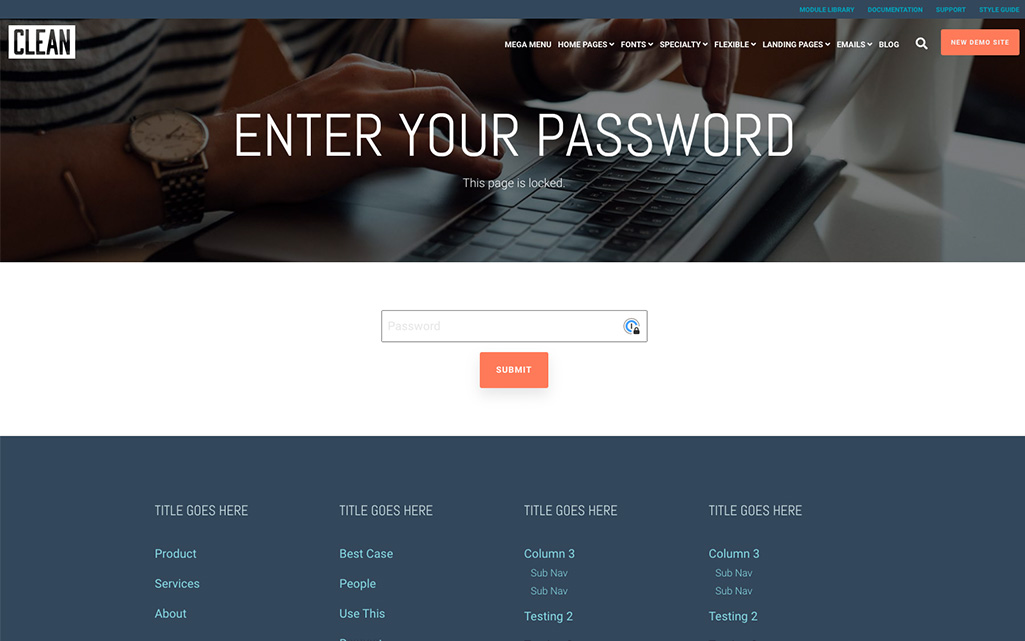 MODULE LIBRARY DOCUMENTATION SUPPORT STYLE GUIDE
CLEAN
MEGA MENU HOME PAGES FONTS SPECIALTY FLEXIBLE LANDING PAGES EMAILS BLOG NEW DEMO SITE
ENTER YOUR PASSWORD
This page is locked.
Password
SUBMIT
TITLE GOES HERE TITLE GOES HERE TITLE GOES HERE TITLE GOES HERE
Product Best Case Column 3 Column 3
Sub Nav Sub Nav
Services People Sub Nav Sub Nav
About Use This Testing 2 Testing 2